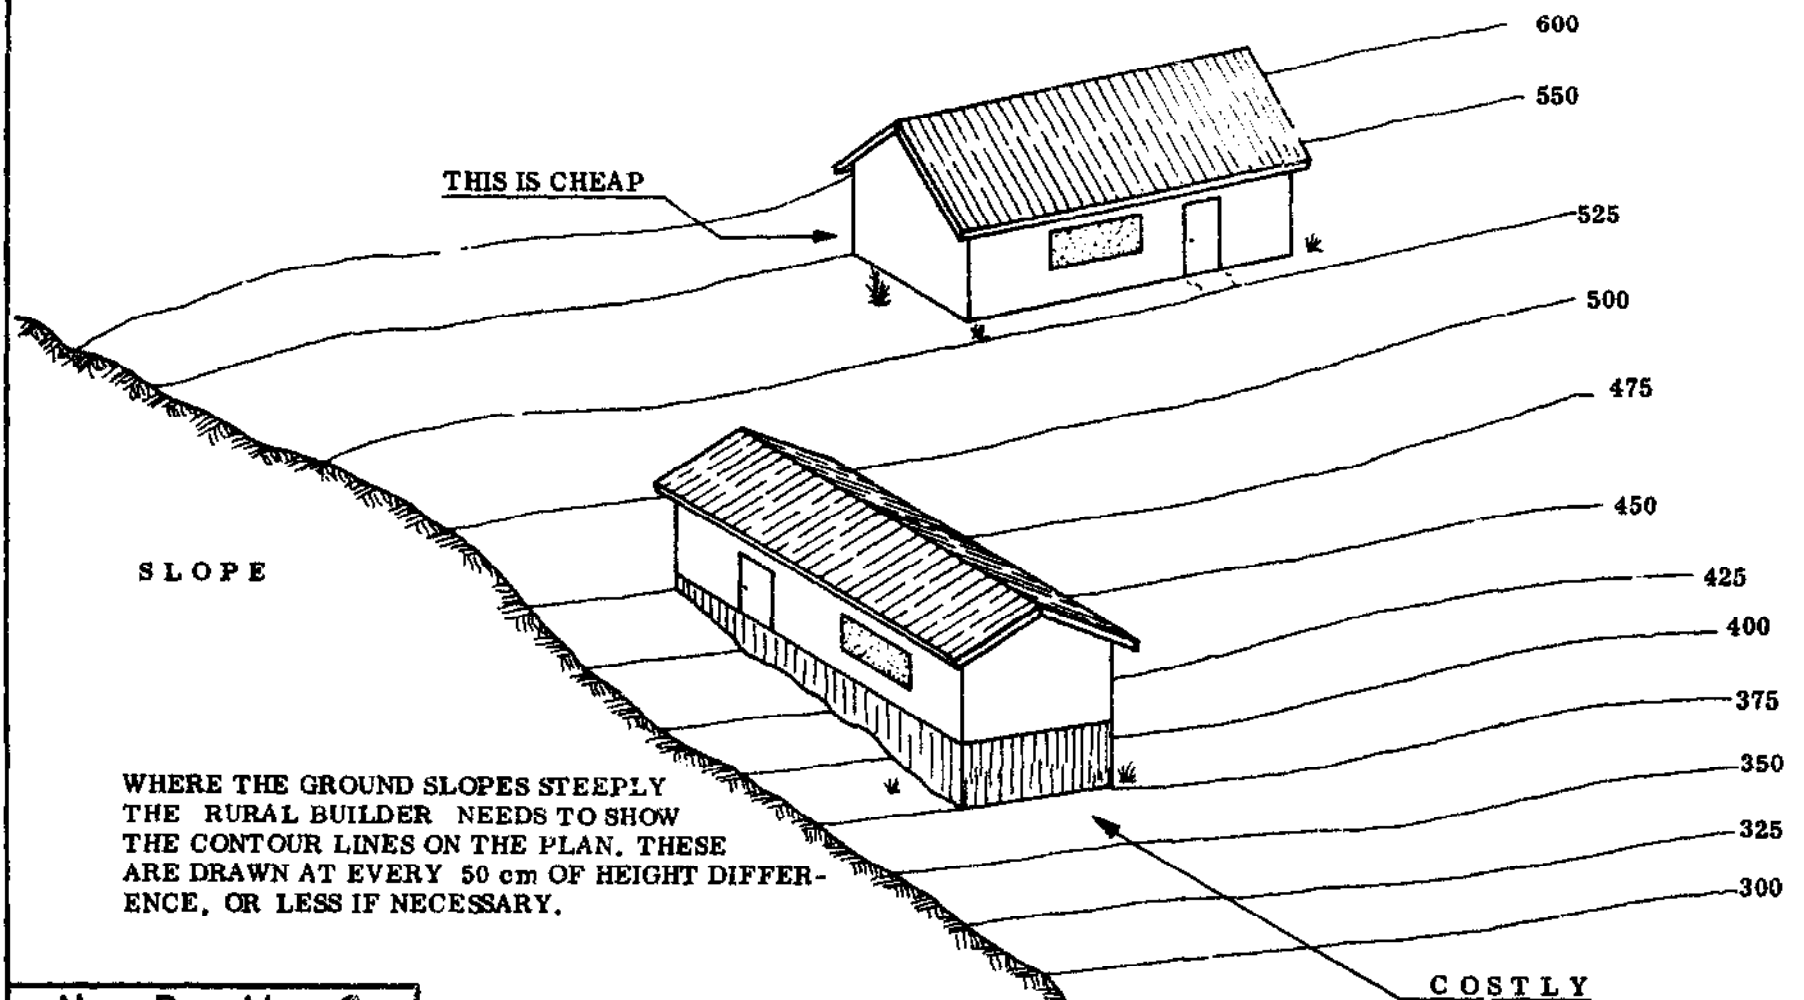 600
550
THIS IS CHEAP
525
500
475
450
SLOPE
425
400
375
WHERE THE GROUND SLOPES STEEPLY
THE RURAL BUILDER NEEDS TO SHOW
THE CONTOUR LINES ON THE PLAN. THESE
ARE DRAWN AT EVERY 50 cm OF HEIGHT DIFFER-
ENCE, OR LESS IF NECESSARY.
350
325
300
COSTLY